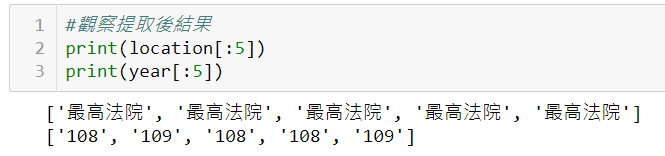 1 #觀察提取後結果
2 print(location[:5])
3 print(year[:5])
['最高法院', '最高法院', '最高法院', '最高法院', '最高法院']
['108', '109', '108', '108', '109']